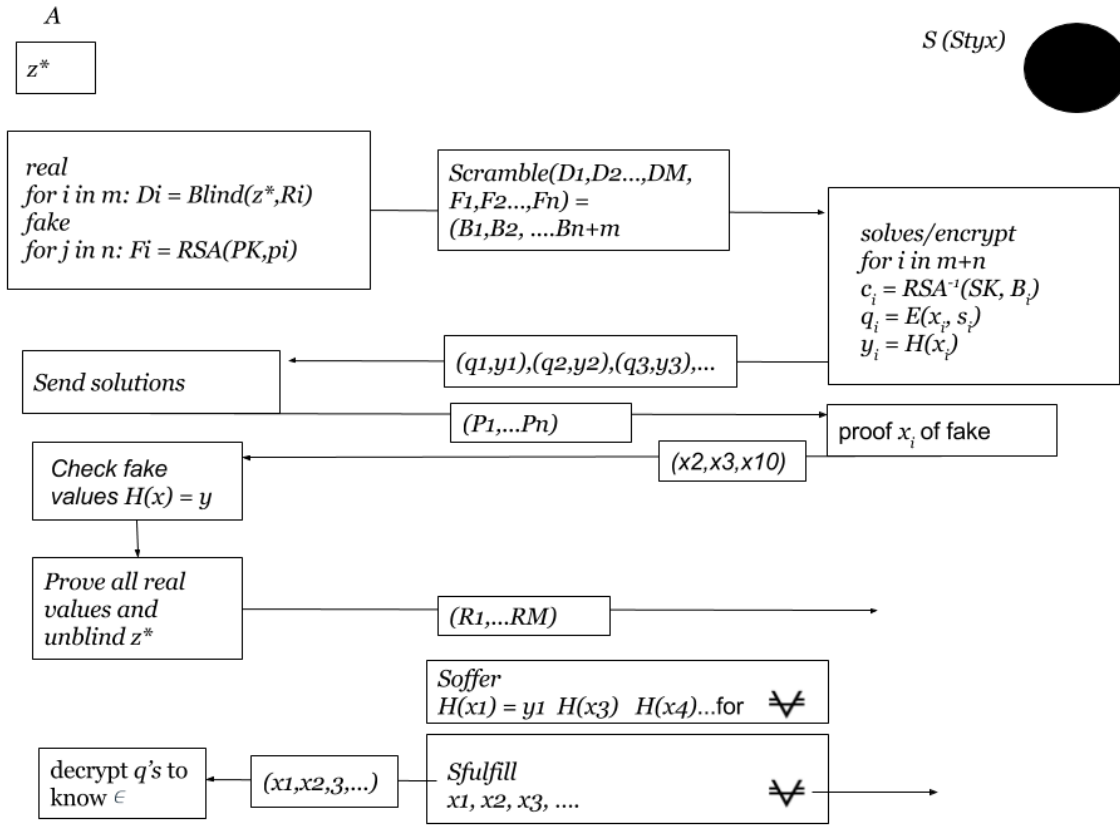 A
S (Styx)
z*
real
for i in m: Di = Blind(z*,Ri)
fake
for j in n: Fi = RSA(PK,pi)
Scramble(D1,D2...,DM,
F1,F2...,Fn) =
(B1,B2, ....Bn+m
solves/encrypt
for i in m+n
cᵢ = RSA⁻¹(SK, Bᵢ)
qᵢ = E(xᵢ, sᵢ)
yᵢ = H(xᵢ)
(q1,y1),(q2,y2),(q3,y3),...
Send solutions
(P1,...Pn)
proof xᵢ of fake
(x2,x3,x10)
Check fake
values H(x) = y
Prove all real
values and
unblind z*
(R1,...RM)
Soffer
H(x1) = y1 H(x3) H(x4)...for
decrypt q's to
know ϵ
(x1,x2,3,...)
Sfulfill
x1, x2, x3, ....